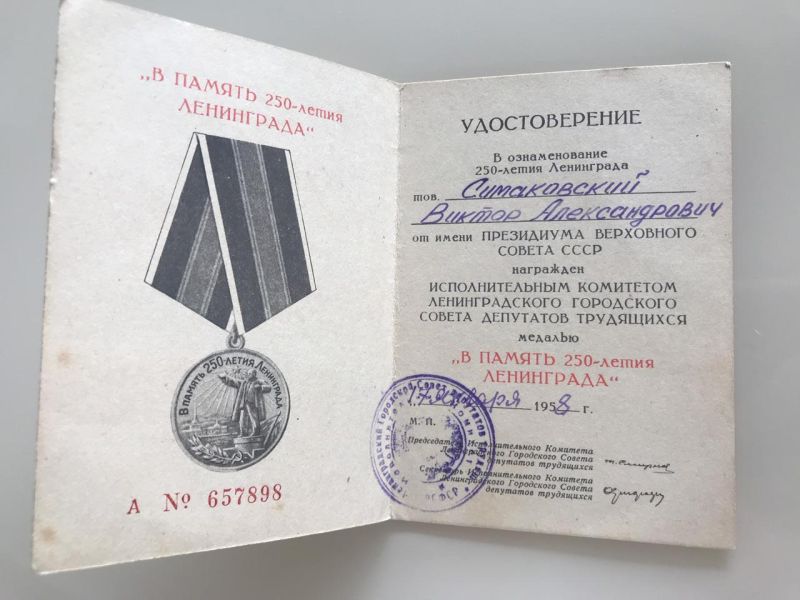 „В ПАМЯТЬ 250-летия
ЛЕНИНГРАДА“
В ПАМЯТЬ 250-ЛЕТИЯ ЛЕНИНГРАДА
А № 657898
УДОСТОВЕРЕНИЕ
В ознаменование
250-летия Ленинграда
тов. Симаковский
Виктор Александрович
от имени ПРЕЗИДИУМА ВЕРХОВНОГО
СОВЕТА СССР
награжден
ИСПОЛНИТЕЛЬНЫМ КОМИТЕТОМ
ЛЕНИНГРАДСКОГО ГОРОДСКОГО
СОВЕТА ДЕПУТАТОВ ТРУДЯЩИХСЯ
медалью
„В ПАМЯТЬ 250-летия
ЛЕНИНГРАДА“
17 1958 г.
М. П.
Председатель Исполнительного Комитета
Ленинградского Городского Совета
депутатов трудящихся
Секретарь Исполнительного Комитета
Ленинградского Городского Совета
депутатов трудящихся